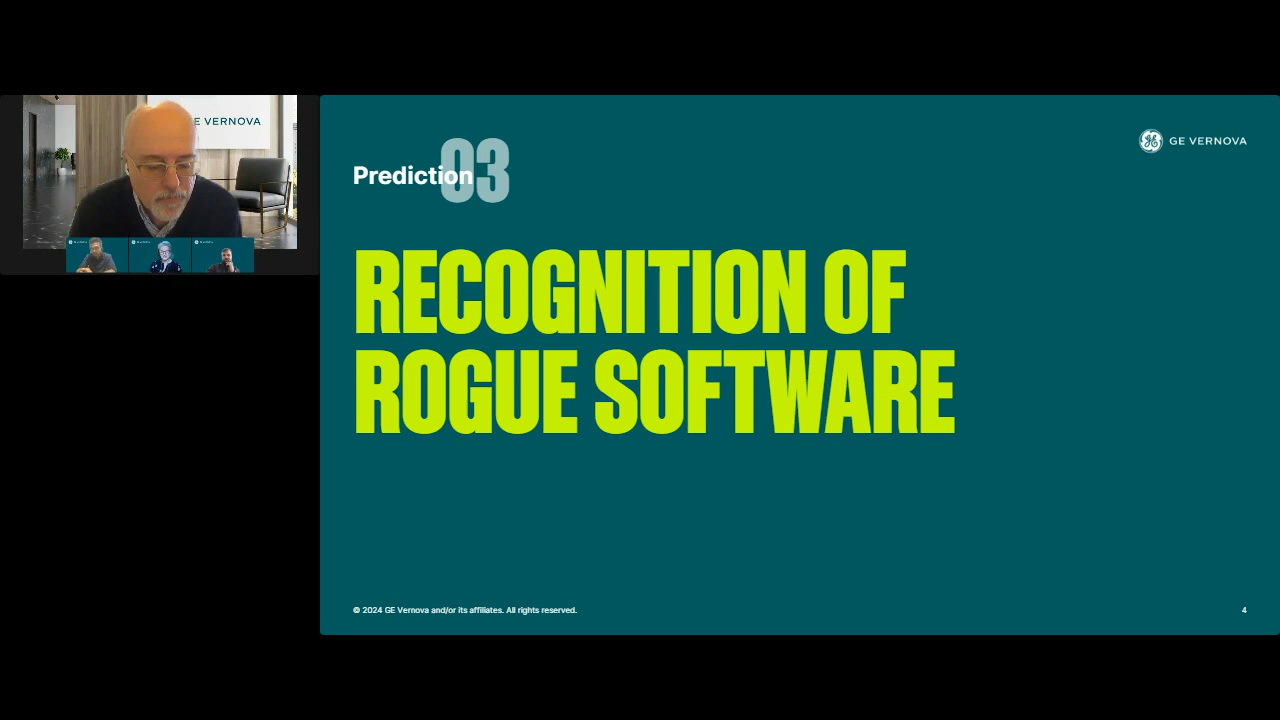 E VERNOVA
GE VERNOVA
Prediction 03
RECOGNITION OF
ROGUE SOFTWARE
© 2024 GE Vernova and/or its affiliates. All rights reserved.
4